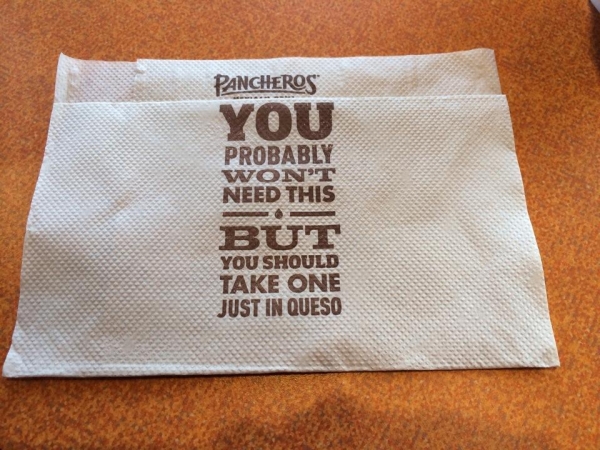 PANCHEROS
YOU
PROBABLY
WON'T
NEED THIS
BUT
YOU SHOULD
TAKE ONE
JUST IN QUESO